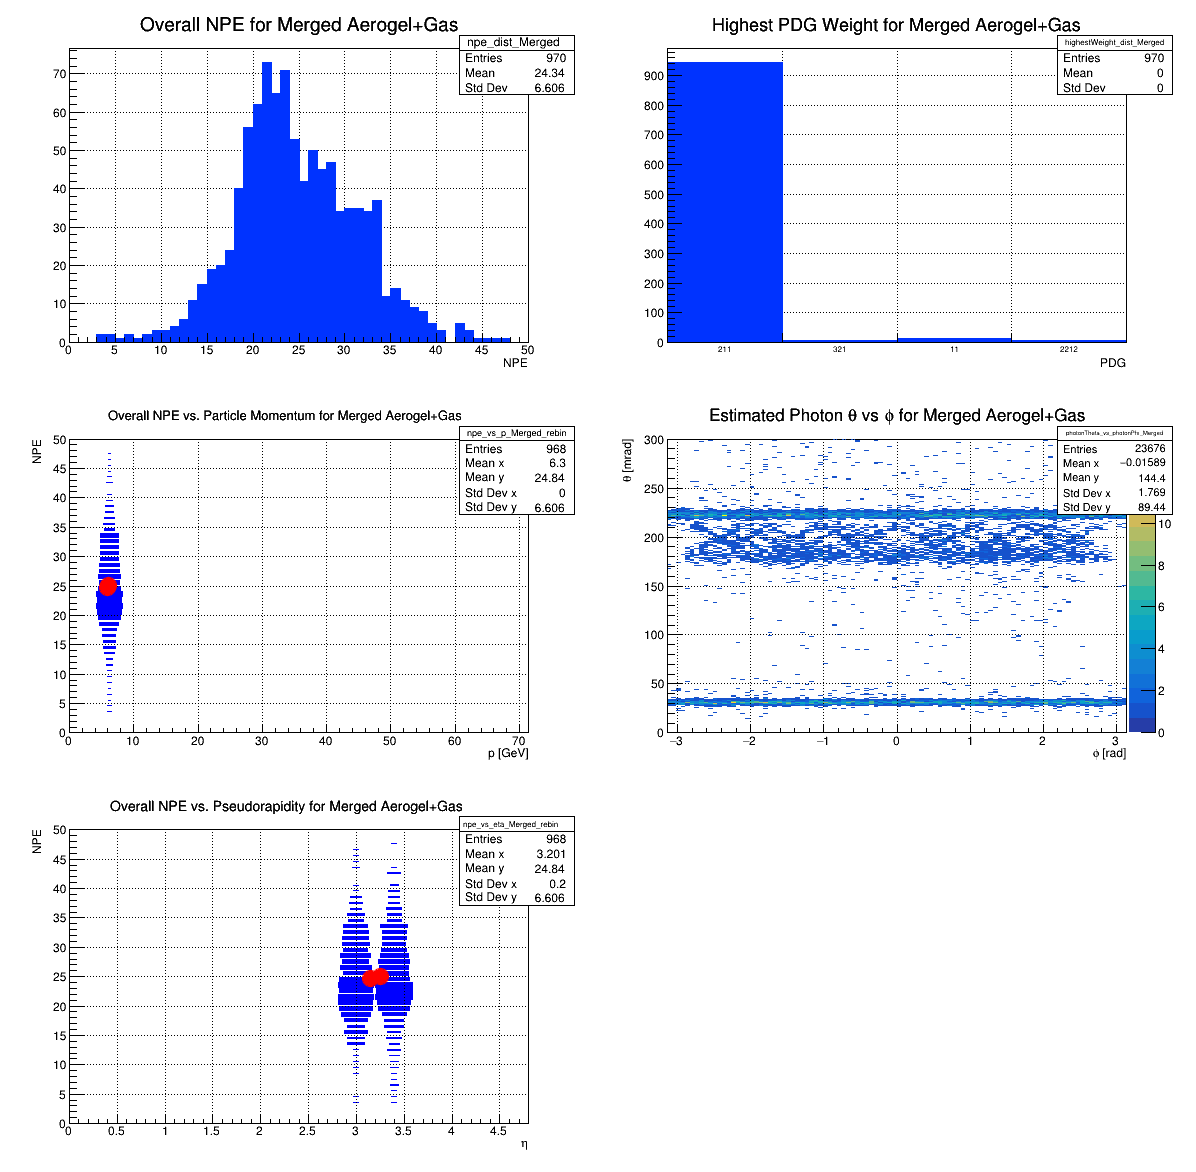 Overall NPE for Merged Aerogel+Gas
npe_dist_Merged
Entries 970
Mean 24.34
Std Dev 6.606
70
60
50
40
30
20
10
0
0 5 10 15 20 25 30 35 40 45 50
NPE
Highest PDG Weight for Merged Aerogel+Gas
highestWeight_dist_Merged
Entries 970
Mean 0
Std Dev 0
900
800
700
600
500
400
300
200
100
0
211 321 11 2212
PDG
Overall NPE vs. Particle Momentum for Merged Aerogel+Gas
NPE
npe_vs_p_Merged_rebin
Entries 968
Mean x 6.3
Mean y 24.84
Std Dev x 0
Std Dev y 6.606
50
45
40
35
30
25
20
15
10
5
0
0 10 20 30 40 50 60 70
p [GeV]
Estimated Photon θ vs ϕ for Merged Aerogel+Gas
θ [mrad]
photonTheta_vs_photonPhi_Merged
Entries 23676
Mean x −0.01589
Mean y 144.4
Std Dev x 1.769
Std Dev y 89.44
300
250
200
150
100
50
0
−3 −2 −1 0 1 2 3
ϕ [rad]
10
8
6
4
2
0
Overall NPE vs. Pseudorapidity for Merged Aerogel+Gas
NPE
npe_vs_eta_Merged_rebin
Entries 968
Mean x 3.201
Mean y 24.84
Std Dev x 0.2
Std Dev y 6.606
50
45
40
35
30
25
20
15
10
5
0
0 0.5 1 1.5 2 2.5 3 3.5 4 4.5
η